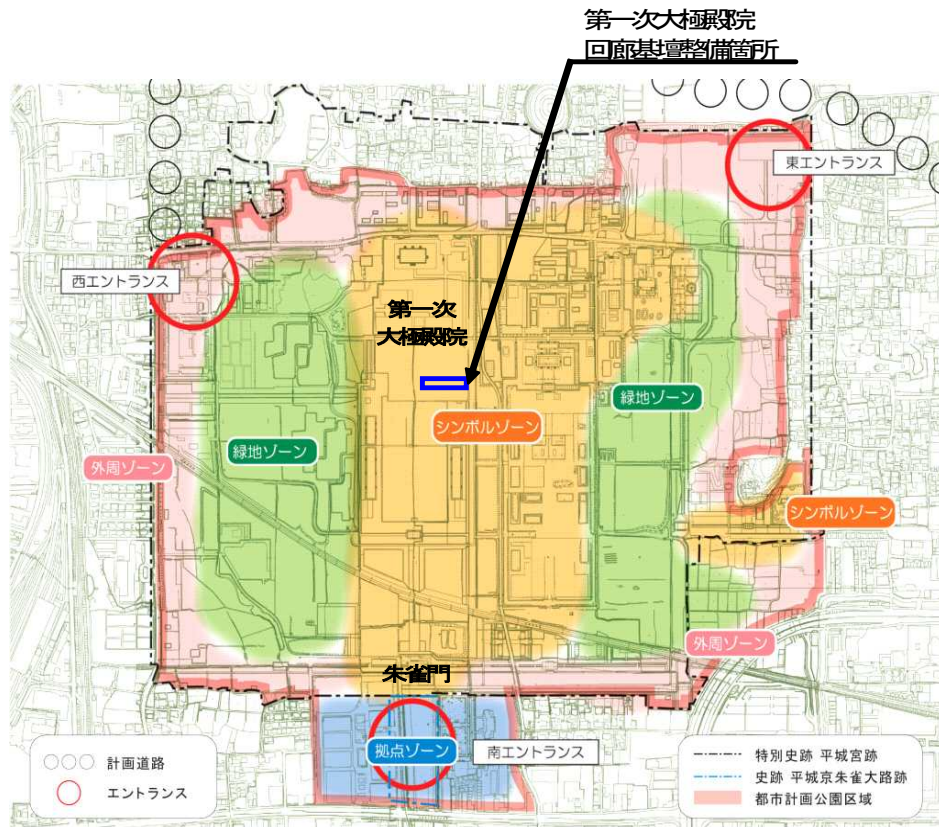 第一次大極殿院
回廊基壇整備箇所
東エントランス
西エントランス
第一次
大極殿院
緑地ゾーン
シンボルゾーン
緑地ゾーン
外周ゾーン
シンボルゾーン
外周ゾーン
朱雀門
拠点ゾーン
南エントランス
計画道路
エントランス
特別史跡 平城宮跡
史跡 平城京朱雀大路跡
都市計画公園区域